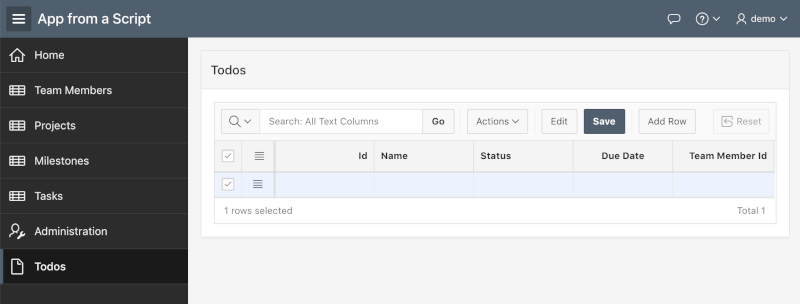 App from a Script
demo
Home
Team Members
Projects
Milestones
Tasks
Administration
Todos
Todos
Search: All Text Columns Go Actions Edit Save Add Row Reset
Id Name Status Due Date Team Member Id
1 rows selected Total 1